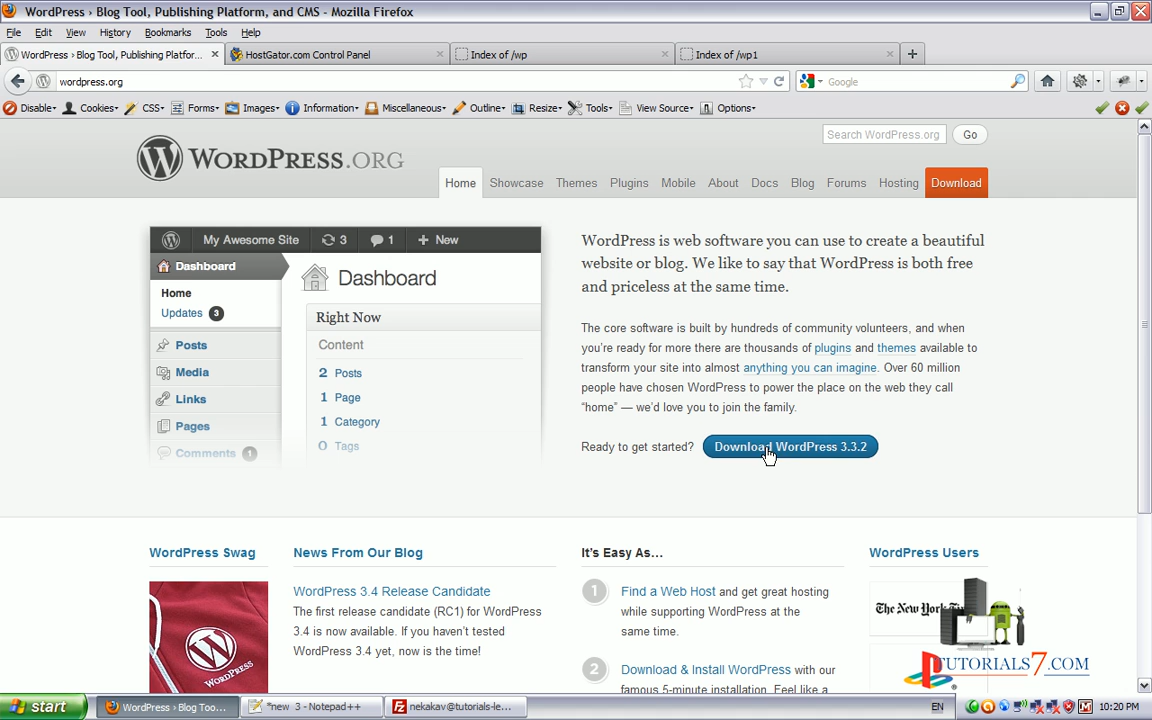 WordPress › Blog Tool, Publishing Platform, and CMS - Mozilla Firefox
File Edit View History Bookmarks Tools Help
WordPress › Blog Tool, Publishing Platfor...
HostGator.com Control Panel
Index of /wp
Index of /wp1
wordpress.org
Google
Disable Cookies CSS Forms Images Information Miscellaneous Outline Resize Tools View Source Options
WORDPRESS.ORG
Search WordPress.org Go
Home Showcase Themes Plugins Mobile About Docs Blog Forums Hosting Download
My Awesome Site 3 1 + New
Dashboard
Home
Updates 3
Posts
Media
Links
Pages
Comments 1
Dashboard
Right Now
Content
2 Posts
1 Page
1 Category
0 Tags
WordPress is web software you can use to create a beautiful
website or blog. We like to say that WordPress is both free
and priceless at the same time.
The core software is built by hundreds of community volunteers, and when
you’re ready for more there are thousands of plugins and themes available to
transform your site into almost anything you can imagine. Over 60 million
people have chosen WordPress to power the place on the web they call
“home” — we’d love you to join the family.
Ready to get started? Download WordPress 3.3.2
WordPress Swag
WORDPRESS
News From Our Blog
WordPress 3.4 Release Candidate
The first release candidate (RC1) for WordPress
3.4 is now available. If you haven’t tested
WordPress 3.4 yet, now is the time!
It’s Easy As…
1 Find a Web Host and get great hosting
while supporting WordPress at the
same time.
2 Download & Install WordPress with our
famous 5-minute installation. Feel like a
WordPress Users
The New York
TUTORIALS7.COM
start
WordPress › Blog Too...
*new 3 - Notepad++
nekakav@tutorials-le...
EN
10:20 PM